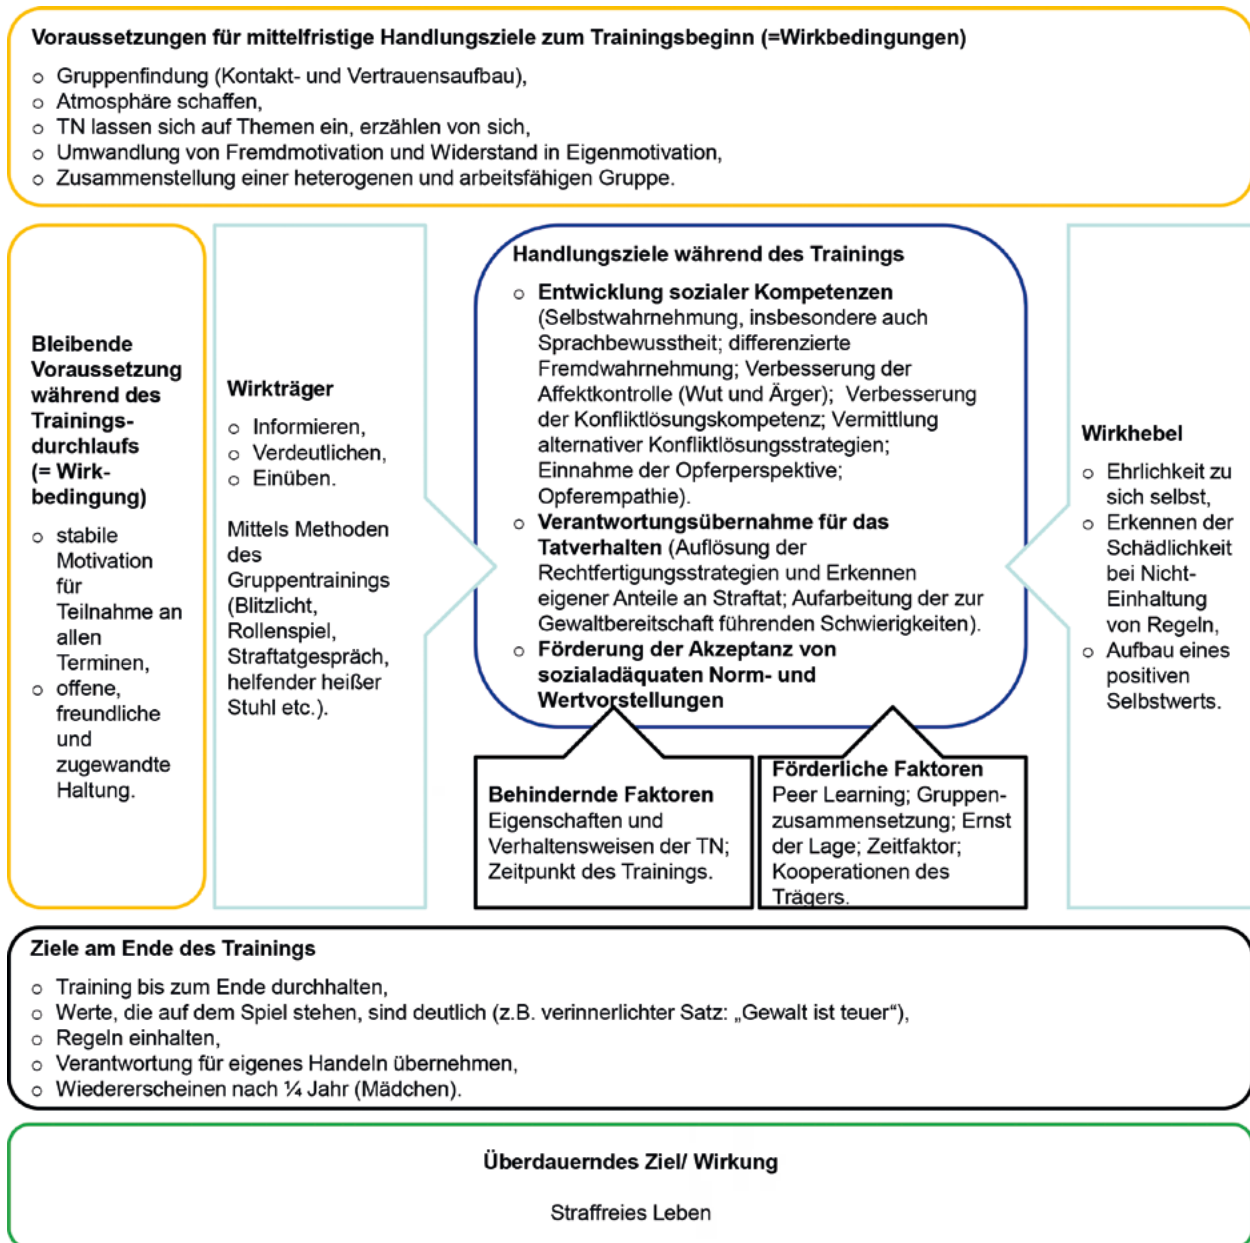 Voraussetzungen für mittelfristige Handlungsziele zum Trainingsbeginn (=Wirkbedingungen)
○ Gruppenfindung (Kontakt- und Vertrauensaufbau),
○ Atmosphäre schaffen,
○ TN lassen sich auf Themen ein, erzählen von sich,
○ Umwandlung von Fremdmotivation und Widerstand in Eigenmotivation,
○ Zusammenstellung einer heterogenen und arbeitsfähigen Gruppe.
Bleibende
Voraussetzung
während des
Trainings-
durchlaufs
(= Wirk-
bedingung)
○ stabile
Motivation
für
Teilnahme an
allen
Terminen,
○ offene,
freundliche
und
zugewandte
Haltung.
Wirkträger
○ Informieren,
○ Verdeutlichen,
○ Einüben.
Mittels Methoden
des
Gruppentrainings
(Blitzlicht,
Rollenspiel,
Straftatgespräch,
helfender heißer
Stuhl etc.).
Handlungsziele während des Trainings
○ Entwicklung sozialer Kompetenzen
(Selbstwahrnehmung, insbesondere auch
Sprachbewusstheit; differenzierte
Fremdwahrnehmung; Verbesserung der
Affektkontrolle (Wut und Ärger); Verbesserung
der Konfliktlösungskompetenz; Vermittlung
alternativer Konfliktlösungsstrategien;
Einnahme der Opferperspektive;
Opferempathie).
○ Verantwortungsübernahme für das
Tatverhalten (Auflösung der
Rechtfertigungsstrategien und Erkennen
eigener Anteile an Straftat; Aufarbeitung der zur
Gewaltbereitschaft führenden Schwierigkeiten).
○ Förderung der Akzeptanz von
sozialadäquaten Norm- und
Wertvorstellungen
Wirkhebel
○ Ehrlichkeit zu
sich selbst,
○ Erkennen der
Schädlichkeit
bei Nicht-
Einhaltung
von Regeln,
○ Aufbau eines
positiven
Selbstwerts.
Behindernde Faktoren
Eigenschaften und
Verhaltensweisen der TN;
Zeitpunkt des Trainings.
Förderliche Faktoren
Peer Learning; Gruppen-
zusammensetzung; Ernst
der Lage; Zeitfaktor;
Kooperationen des
Trägers.
Ziele am Ende des Trainings
○ Training bis zum Ende durchhalten,
○ Werte, die auf dem Spiel stehen, sind deutlich (z.B. verinnerlichter Satz: „Gewalt ist teuer“),
○ Regeln einhalten,
○ Verantwortung für eigenes Handeln übernehmen,
○ Wiedererscheinen nach ¼ Jahr (Mädchen).
Überdauerndes Ziel/ Wirkung
Straffreies Leben